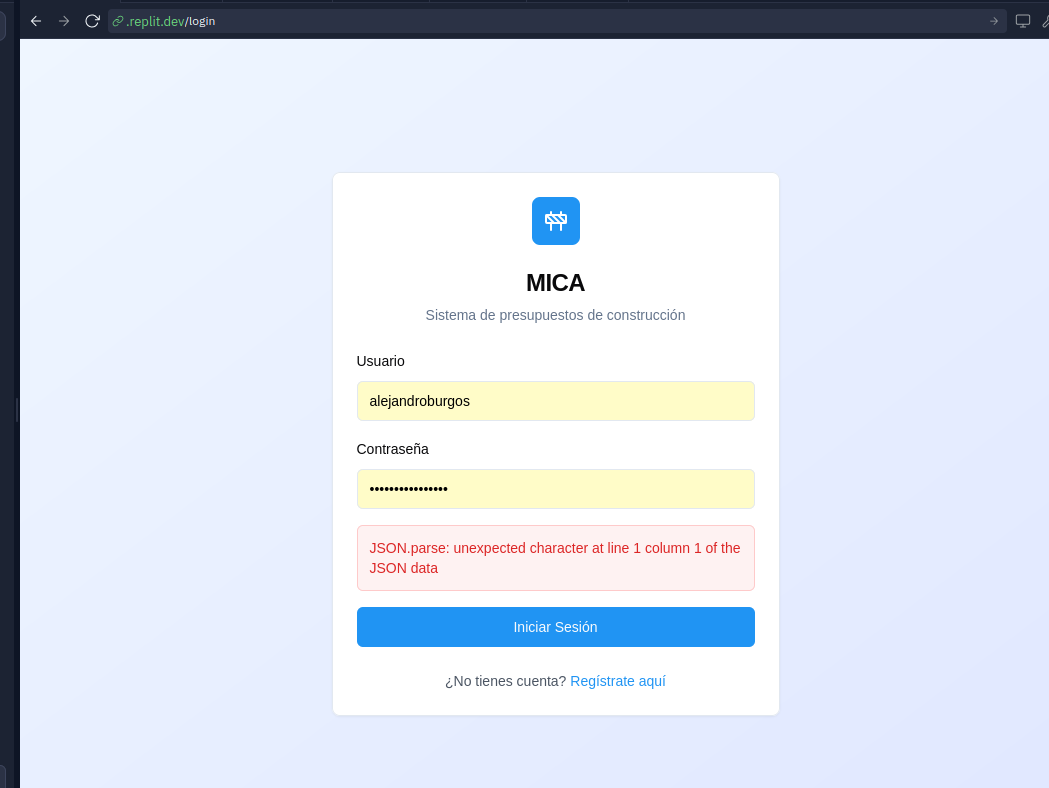 .replit.dev/login
MICA
Sistema de presupuestos de construcción
Usuario
alejandroburgos
Contraseña
••••••••••••••••
JSON.parse: unexpected character at line 1 column 1 of the
JSON data
Iniciar Sesión
¿No tienes cuenta? Regístrate aquí